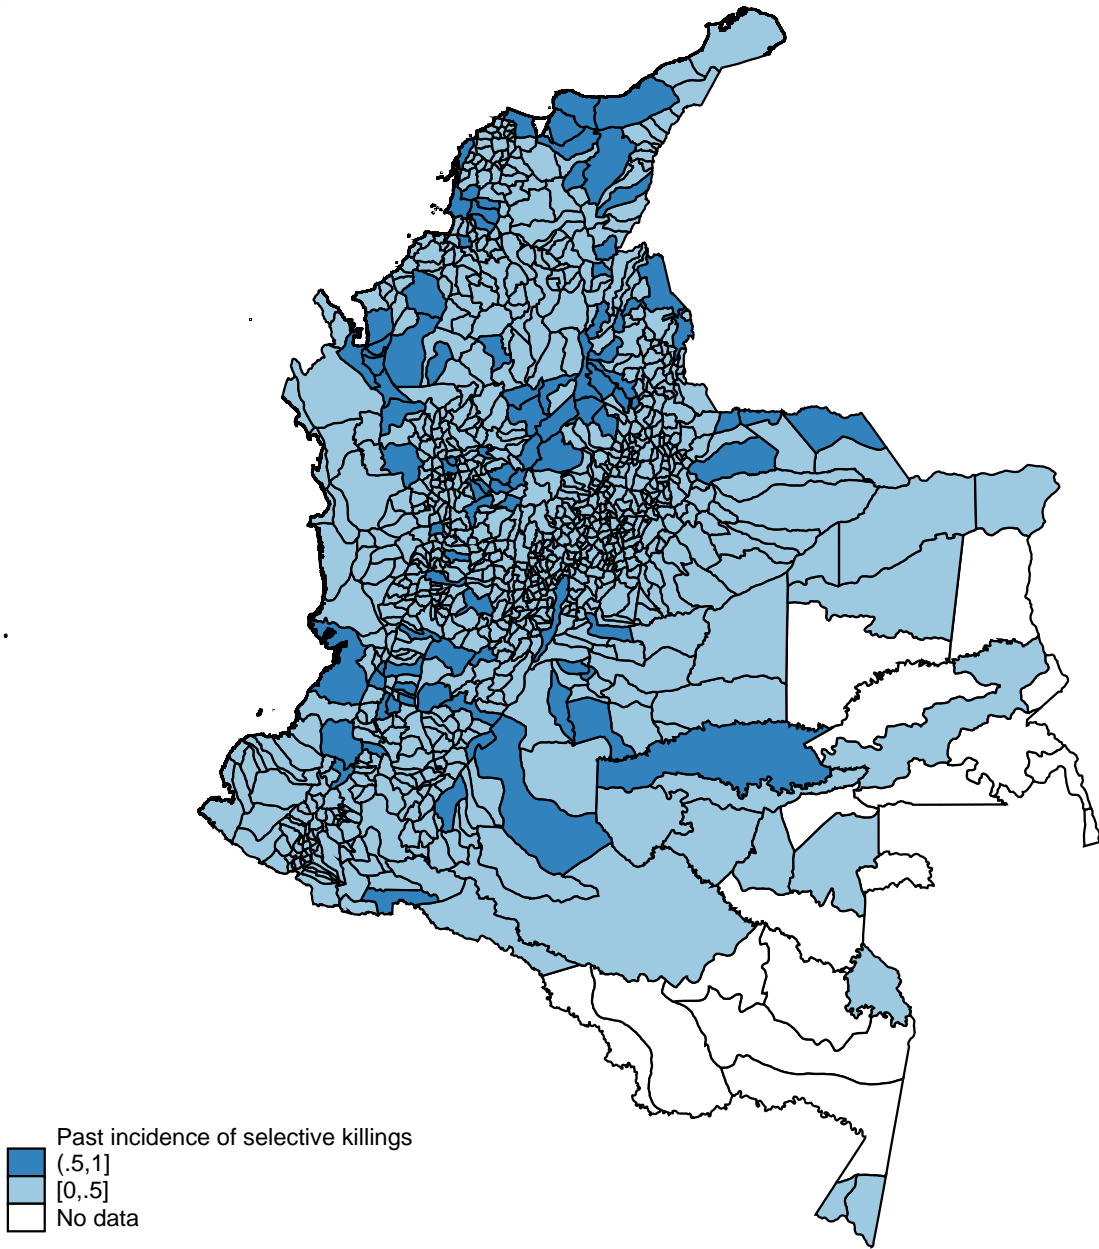 Past incidence of selective killings
(.5,1]
[0,.5]
No data